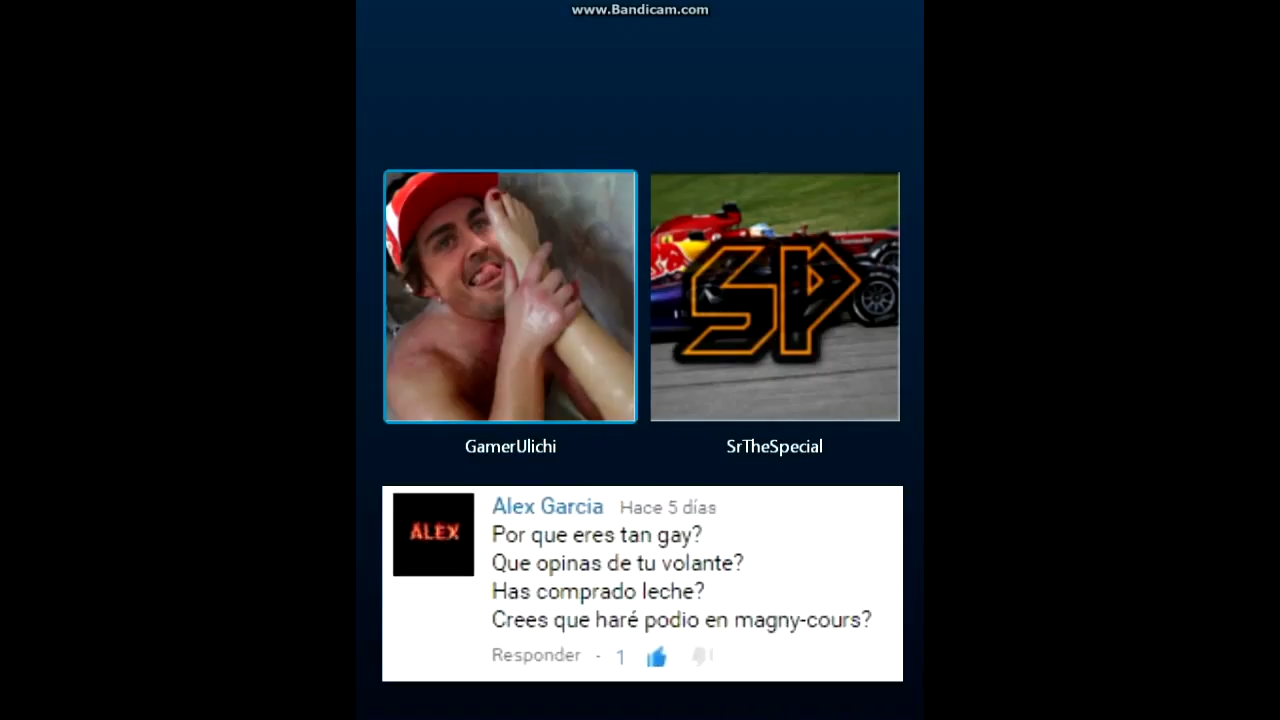 www.Bandicam.com
SP
GamerUlichi
SrTheSpecial
ALEX
Alex Garcia Hace 5 días
Por que eres tan gay?
Que opinas de tu volante?
Has comprado leche?
Crees que haré podio en magny-cours?
Responder · 1